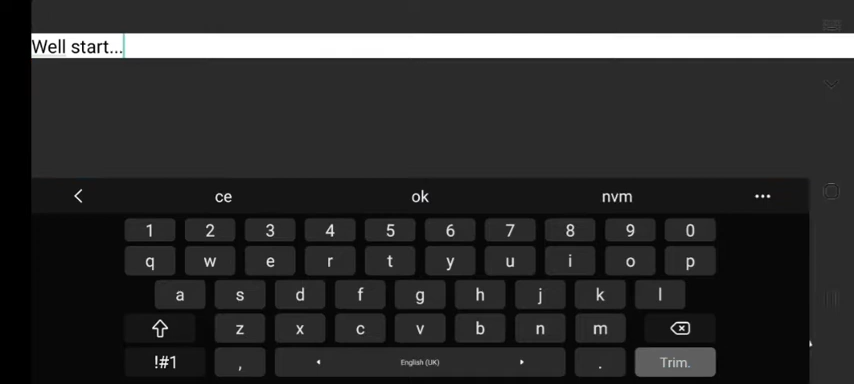 Well start...
ce ok nvm ...
1 2 3 4 5 6 7 8 9 0
q w e r t y u i o p
a s d f g h j k l
z x c v b n m
!#1 , English (UK) . Trim.